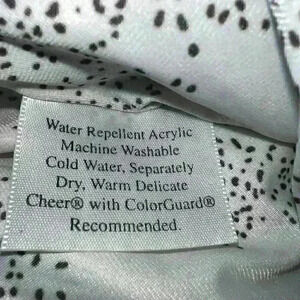 Water Repellent Acrylic
Machine Washable
Cold Water, Separately
Dry, Warm Delicate
Cheer® with ColorGuard®
Recommended.